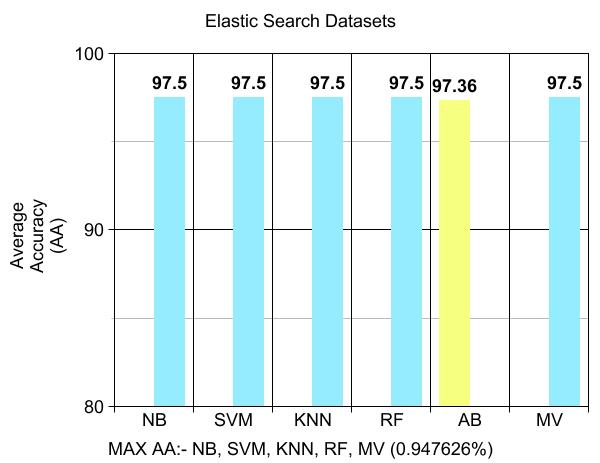 Elastic Search Datasets
100
97.5 97.5 97.5 97.5 97.36 97.5
Average
Accuracy
(AA)
90
80
NB SVM KNN RF AB MV
MAX AA:- NB, SVM, KNN, RF, MV (0.947626%)